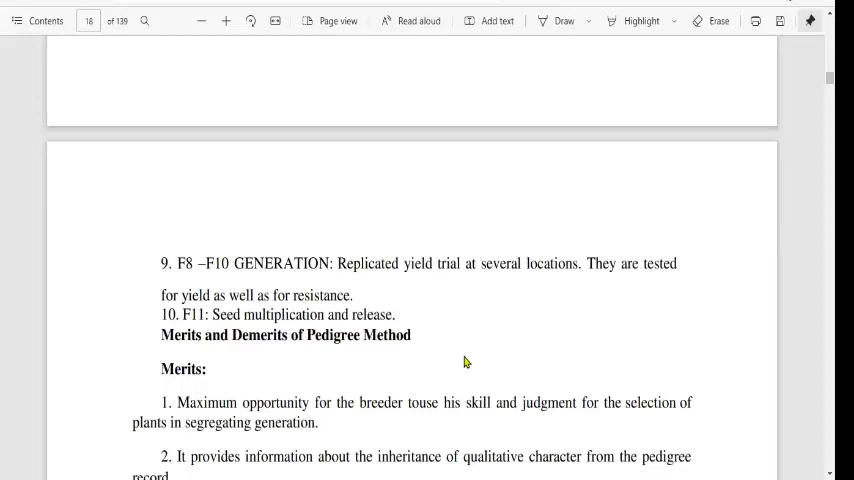 Contents
18 of 139
Page view
Read aloud
Add text
Draw
Highlight
Erase
9. F8 –F10 GENERATION: Replicated yield trial at several locations. They are tested
for yield as well as for resistance.
10. F11: Seed multiplication and release.
Merits and Demerits of Pedigree Method
Merits:
1. Maximum opportunity for the breeder touse his skill and judgment for the selection of
plants in segregating generation.
2. It provides information about the inheritance of qualitative character from the pedigree
record